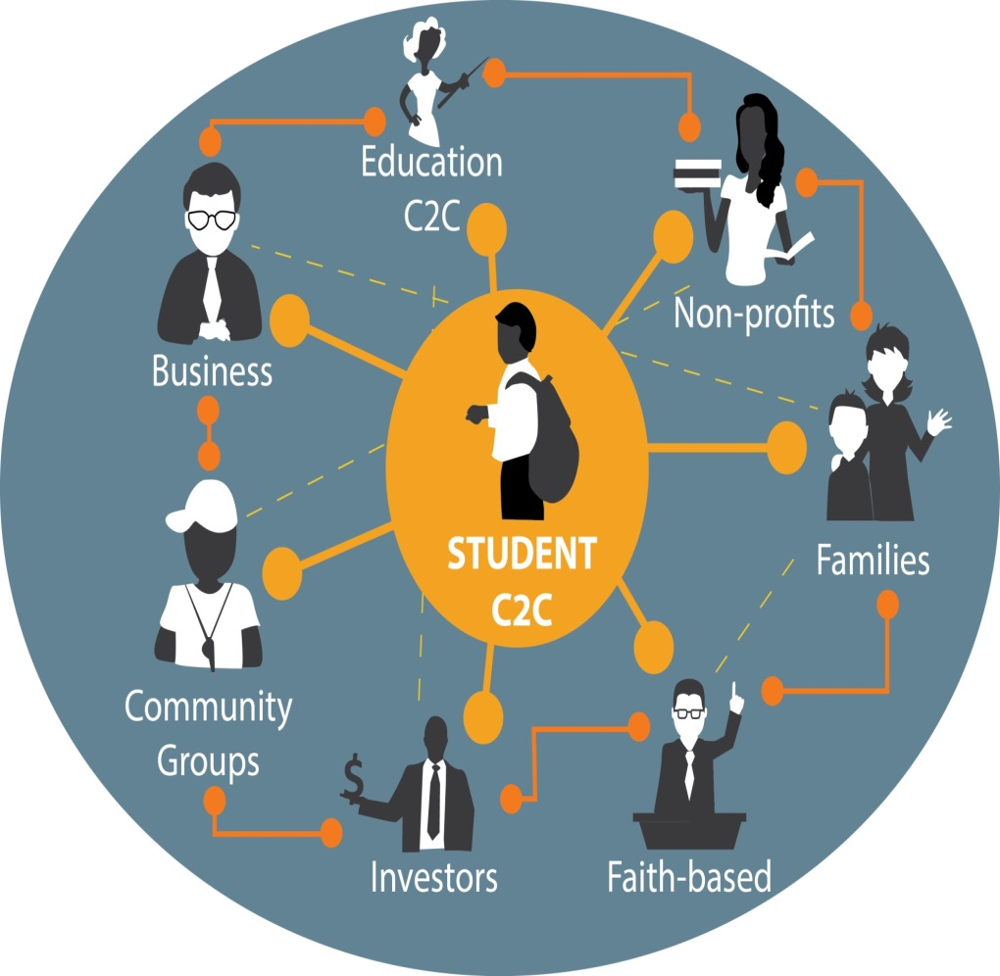 Education
C2C
Non-profits
Business
Families
STUDENT
C2C
Community
Groups
$
Investors
Faith-based